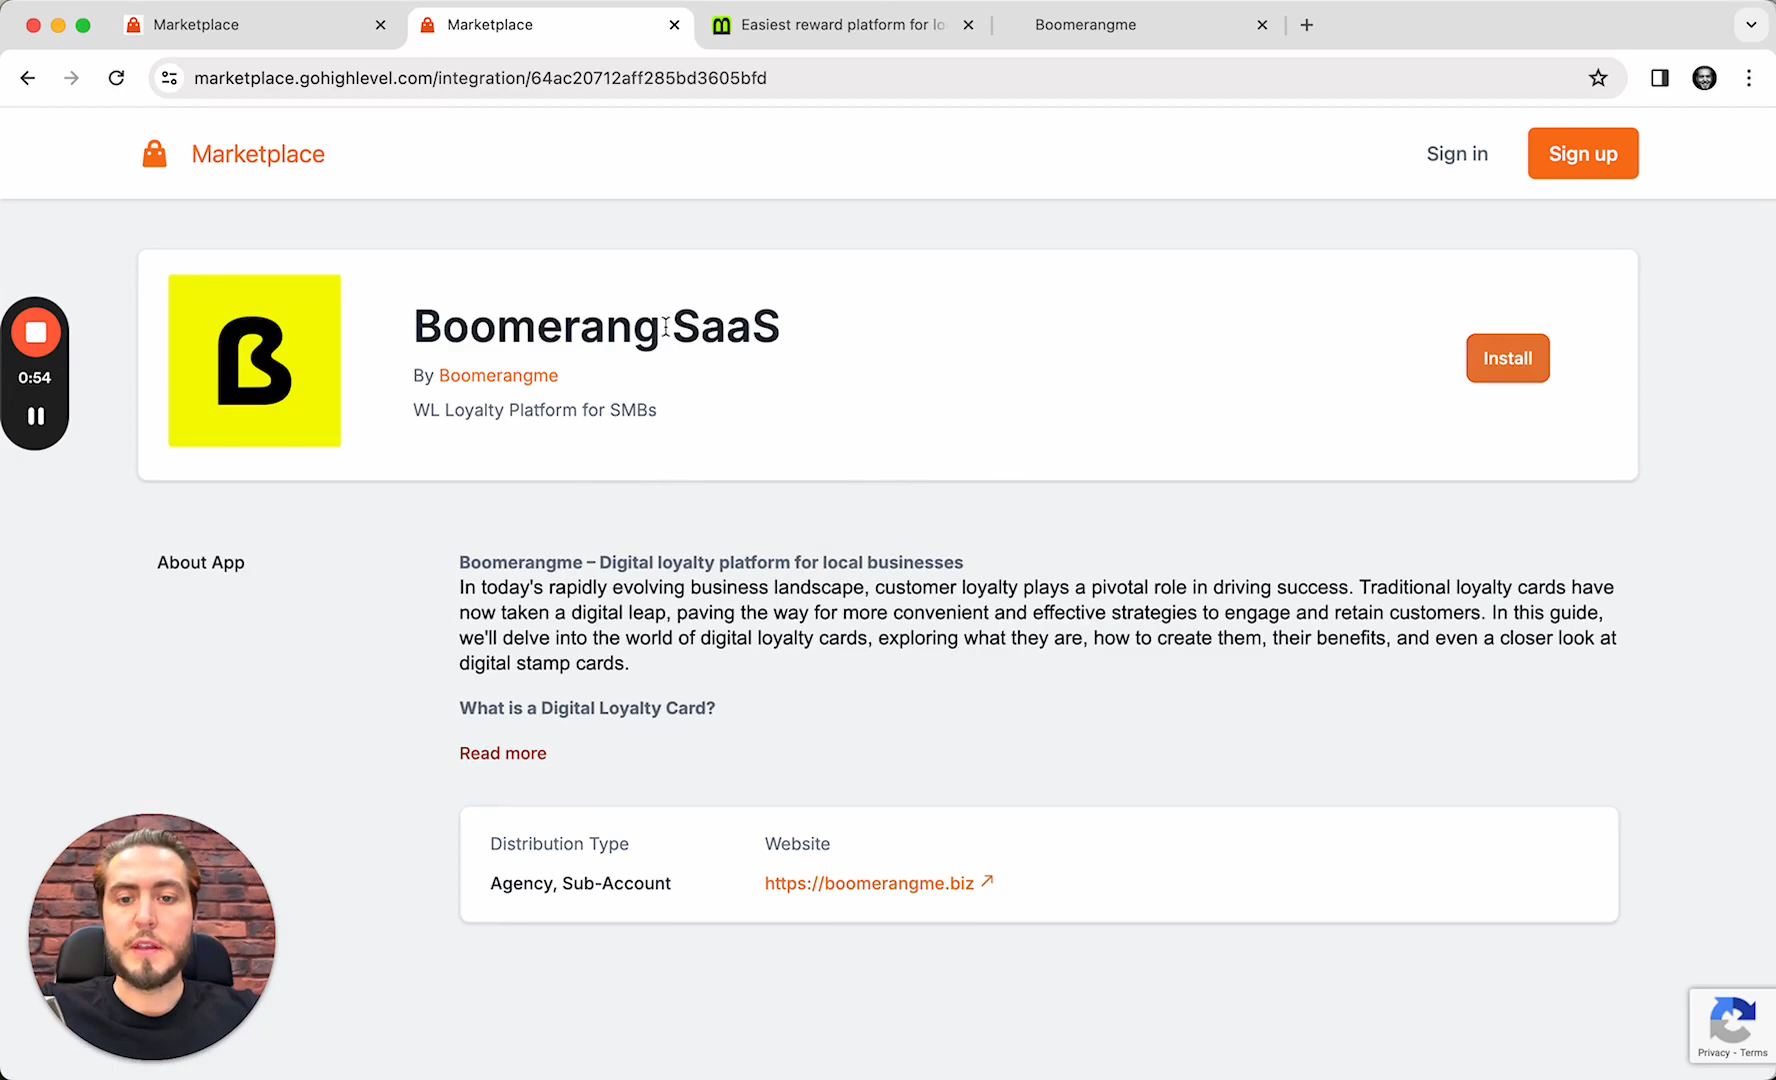 Marketplace
Marketplace
Easiest reward platform for lo
Boomerangme
marketplace.gohighlevel.com/integration/64ac20712aff285bd3605bfd
Marketplace
Sign in
Sign up
Boomerang SaaS
By Boomerangme
WL Loyalty Platform for SMBs
Install
0:54
About App
Boomerangme – Digital loyalty platform for local businesses
In today's rapidly evolving business landscape, customer loyalty plays a pivotal role in driving success. Traditional loyalty cards have
now taken a digital leap, paving the way for more convenient and effective strategies to engage and retain customers. In this guide,
we'll delve into the world of digital loyalty cards, exploring what they are, how to create them, their benefits, and even a closer look at
digital stamp cards.
What is a Digital Loyalty Card?
Read more
Distribution Type
Website
Agency, Sub-Account
https://boomerangme.biz
Privacy - Terms